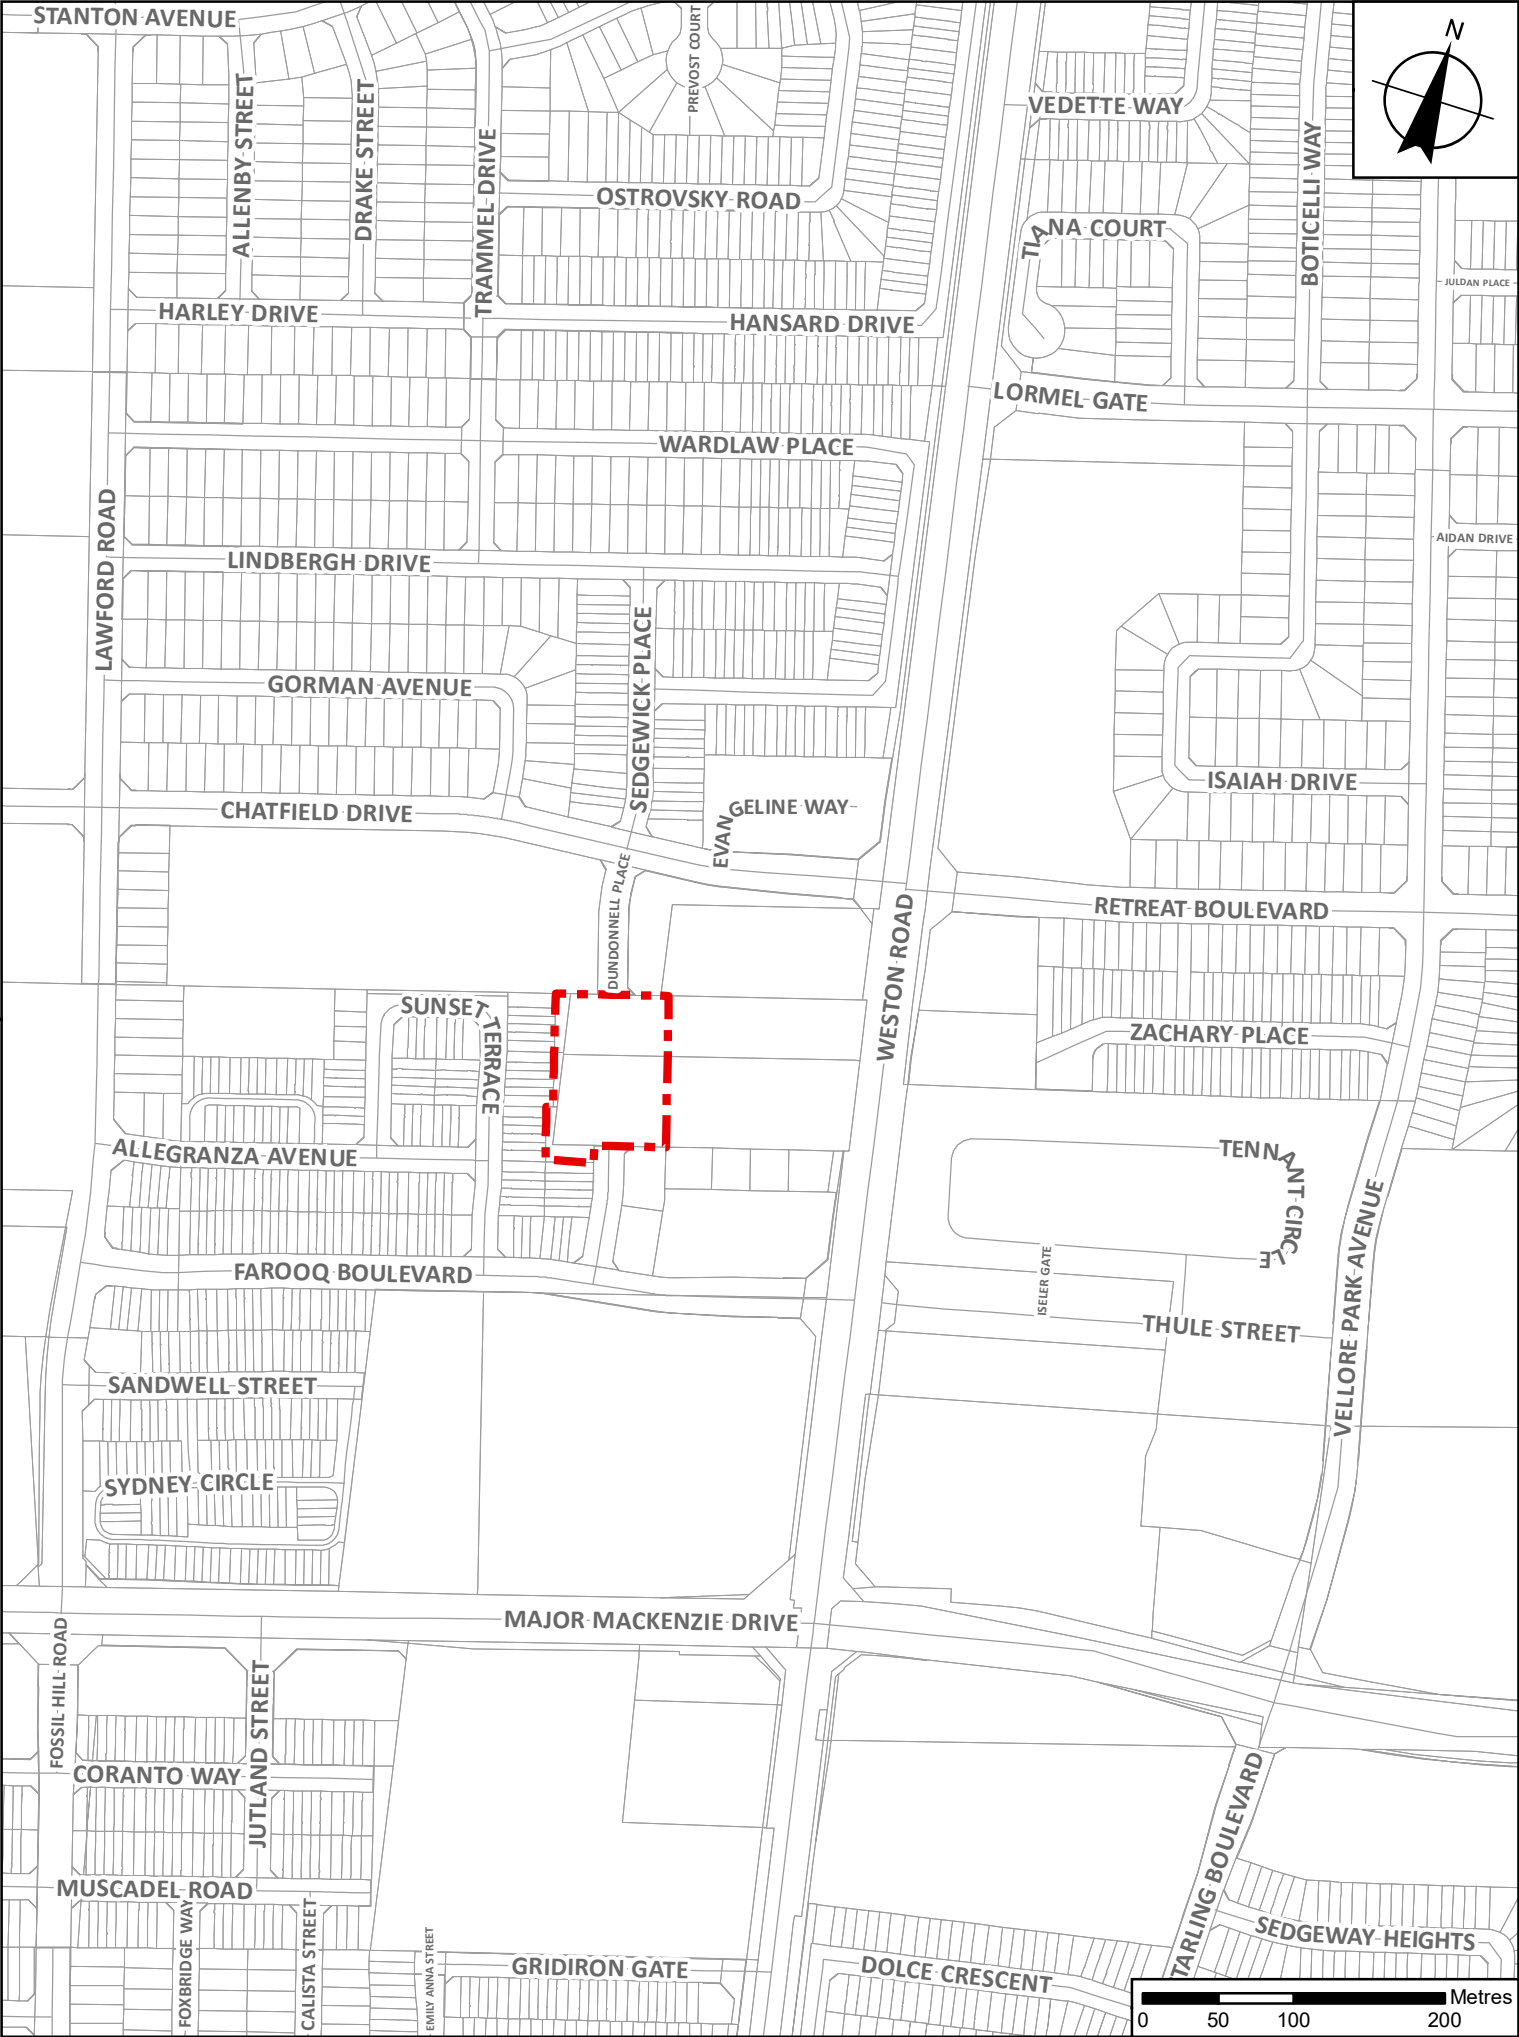 STANTON AVENUE
PREVOST COURT
N
ALLENBY STREET
DRAKE STREET
TRAMMEL DRIVE
VEDETTE WAY
BOTICELLI WAY
OSTROVSKY ROAD
TIANA COURT
JULDAN PLACE
HARLEY DRIVE
HANSARD DRIVE
LORMEL GATE
WARDLAW PLACE
LAWFORD ROAD
AIDAN DRIVE
LINDBERGH DRIVE
SEDGEWICK PLACE
GORMAN AVENUE
ISAIAH DRIVE
CHATFIELD DRIVE
EVANGELINE WAY
DUNDONNELL PLACE
RETREAT BOULEVARD
WESTON ROAD
SUNSET TERRACE
ZACHARY PLACE
ALLEGRANZA AVENUE
TENNANT CIRCLE
VELLORE PARK AVENUE
ISELER GATE
FAROOQ BOULEVARD
THULE STREET
SANDWELL STREET
SYDNEY CIRCLE
MAJOR MACKENZIE DRIVE
FOSSIL HILL ROAD
JUTLAND STREET
CORANTO WAY
TARLING BOULEVARD
MUSCADEL ROAD
FOXBRIDGE WAY
CALISTA STREET
EMILY ANNA STREET
GRIDIRON GATE
DOLCE CRESCENT
SEDGEWAY HEIGHTS
Metres
0 50 100 200